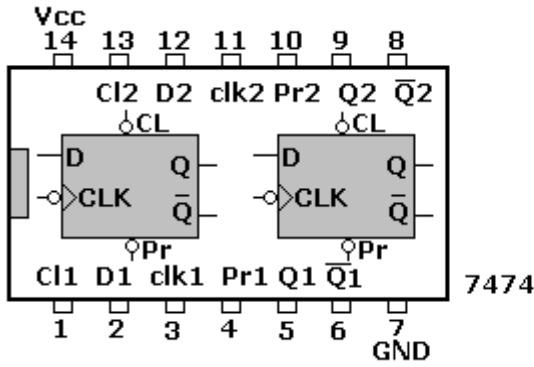 Vcc
14 13 12 11 10 9 8
Cl2 D2 clk2 Pr2 Q2 Q̅2
CL CL
D Q D Q
CLK Q̅ CLK Q̅
Pr Pr
Cl1 D1 clk1 Pr1 Q1 Q̅1
7474
1 2 3 4 5 6 7
GND